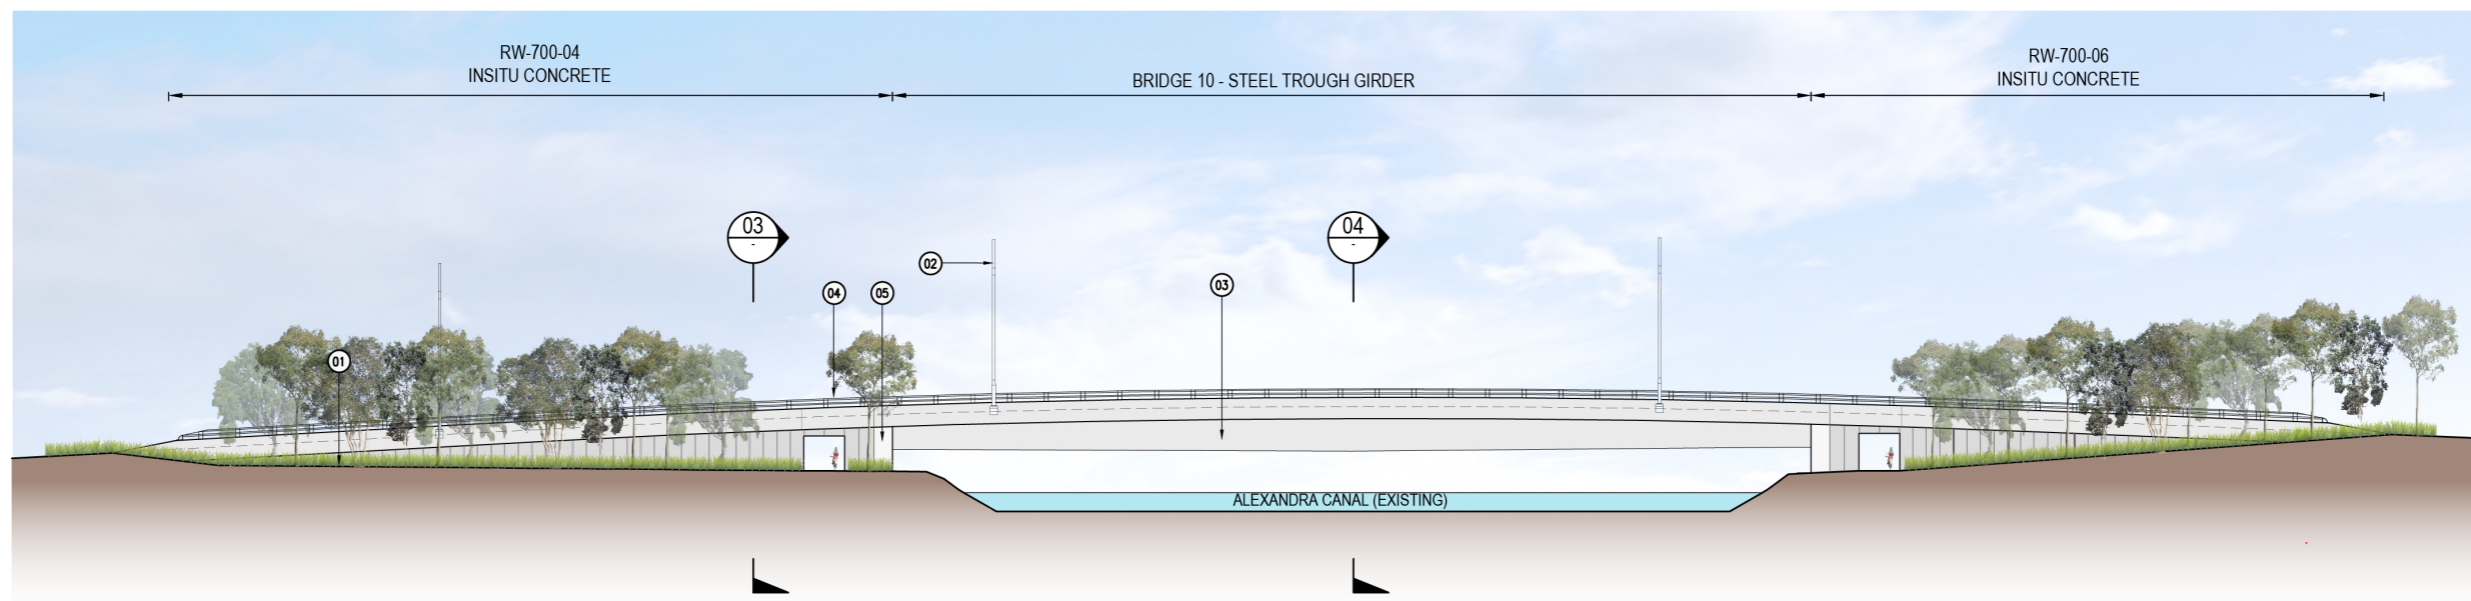 RW-700-04
INSITU CONCRETE
BRIDGE 10 - STEEL TROUGH GIRDER
RW-700-06
INSITU CONCRETE
03
-
04
-
02
03
04
05
01
ALEXANDRA CANAL (EXISTING)